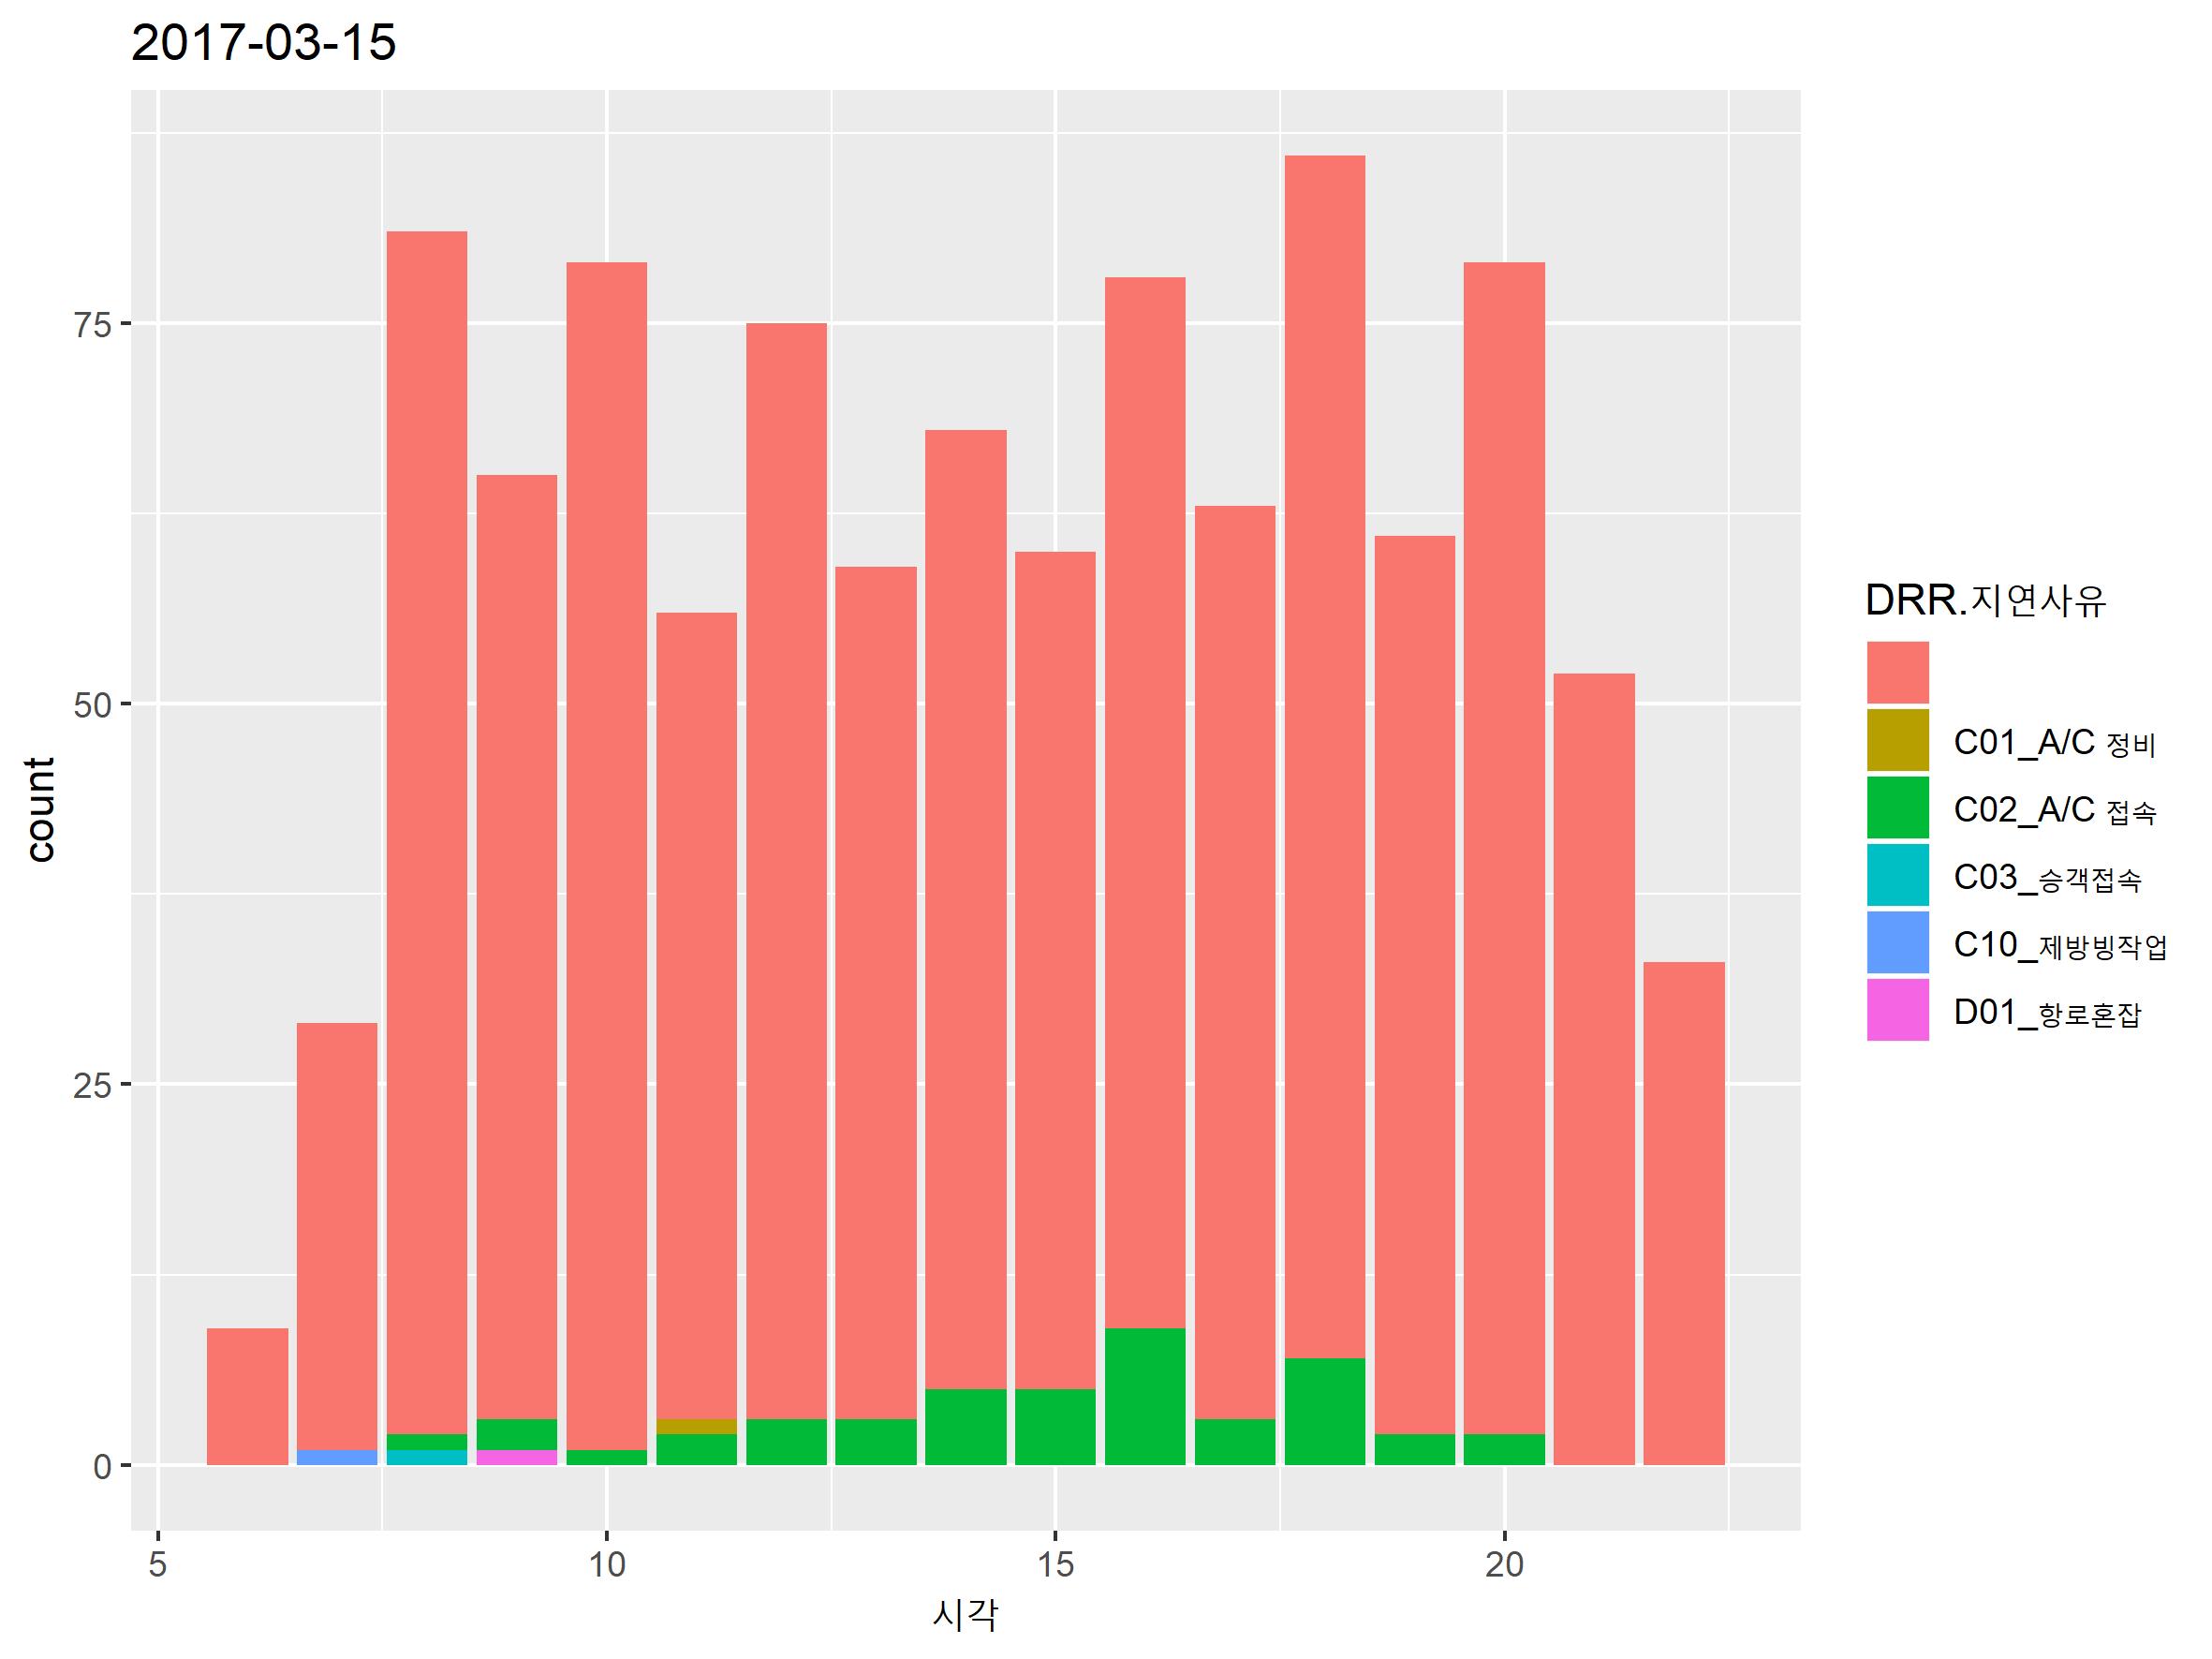 2017-03-15
count
75
50
25
0
5 10 15 20
시각
DRR.지연사유
C01_A/C 정비
C02_A/C 접속
C03_승객접속
C10_제방빙작업
D01_항로혼잡